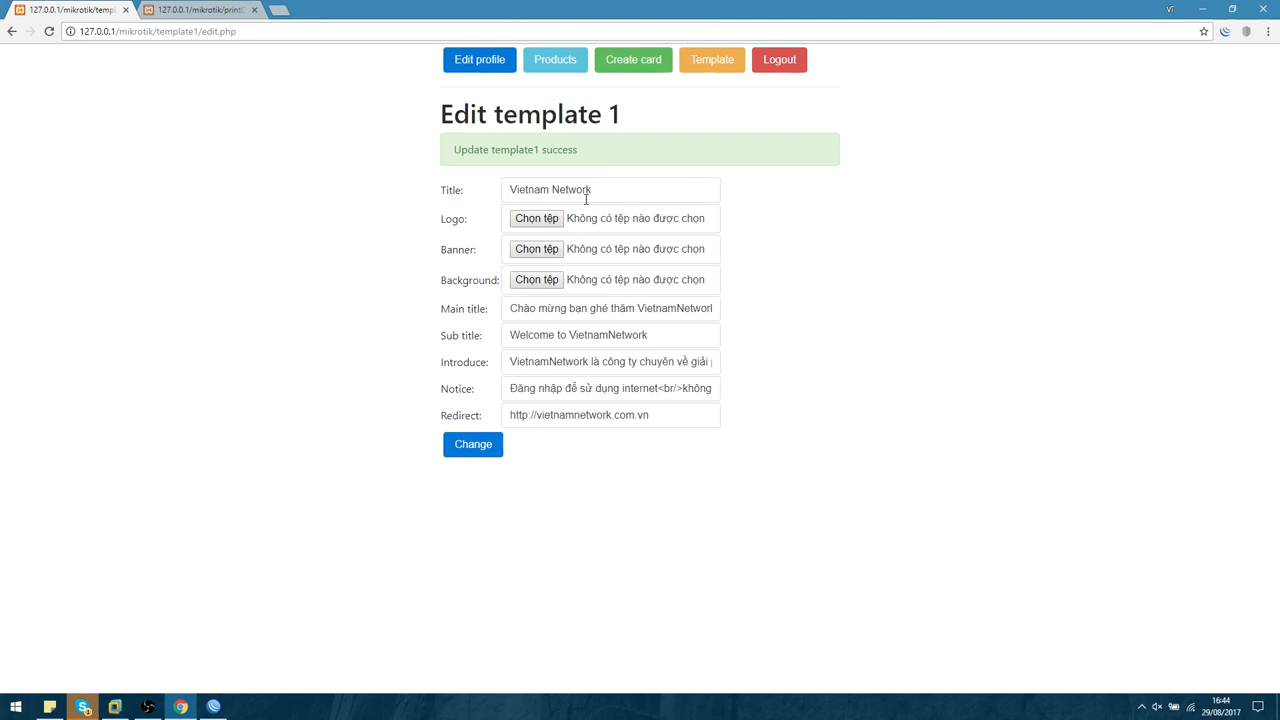 127.0.0.1/mikrotik/templ
127.0.0.1/mikrotik/print
127.0.0.1/mikrotik/template1/edit.php
Edit profile Products Create card Template Logout
Edit template 1
Update template1 success
Title: Vietnam Network
Logo: Chọn tệp Không có tệp nào được chọn
Banner: Chọn tệp Không có tệp nào được chọn
Background: Chọn tệp Không có tệp nào được chọn
Main title: Chào mừng bạn ghé thăm VietnamNetwork
Sub title: Welcome to VietnamNetwork
Introduce: VietnamNetwork là công ty chuyên về giải
Notice: Đăng nhập để sử dụng internet<br/>không
Redirect: http://vietnamnetwork.com.vn
Change
16:44
29/08/2017